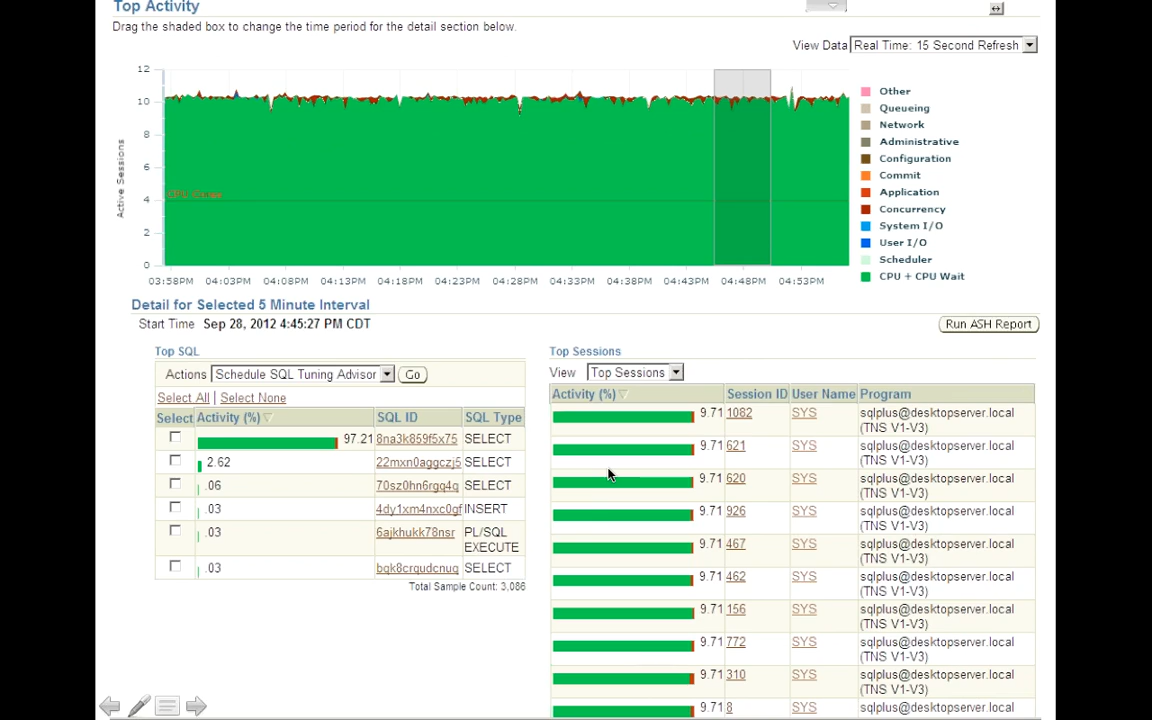 Top Activity
Drag the shaded box to change the time period for the detail section below.
View Data Real Time: 15 Second Refresh
12
10
8
6
4
2
0
Active Sessions
CPU Cores
03:58PM 04:03PM 04:08PM 04:13PM 04:18PM 04:23PM 04:28PM 04:33PM 04:38PM 04:43PM 04:48PM 04:53PM
Other
Queueing
Network
Administrative
Configuration
Commit
Application
Concurrency
System I/O
User I/O
Scheduler
CPU + CPU Wait
Detail for Selected 5 Minute Interval
Start Time Sep 28, 2012 4:45:27 PM CDT
Run ASH Report
Top SQL
Actions Schedule SQL Tuning Advisor Go
Select All | Select None
Select Activity (%) SQL ID SQL Type
97.21 8na3k859f5x75 SELECT
2.62 22mxn0aggczj5 SELECT
.06 70sz0hn6rgq4q SELECT
.03 4dy1xm4nxc0gf INSERT
.03 6ajkhukk78nsr PL/SQL
EXECUTE
.03 bqk8crqudcnuq SELECT
Total Sample Count: 3,086
Top Sessions
View Top Sessions
Activity (%) Session ID User Name Program
9.71 1082 SYS sqlplus@desktopserver.local
(TNS V1-V3)
9.71 621 SYS sqlplus@desktopserver.local
(TNS V1-V3)
9.71 620 SYS sqlplus@desktopserver.local
(TNS V1-V3)
9.71 926 SYS sqlplus@desktopserver.local
(TNS V1-V3)
9.71 467 SYS sqlplus@desktopserver.local
(TNS V1-V3)
9.71 462 SYS sqlplus@desktopserver.local
(TNS V1-V3)
9.71 156 SYS sqlplus@desktopserver.local
(TNS V1-V3)
9.71 772 SYS sqlplus@desktopserver.local
(TNS V1-V3)
9.71 310 SYS sqlplus@desktopserver.local
(TNS V1-V3)
9.71 8 SYS sqlplus@desktopserver.local